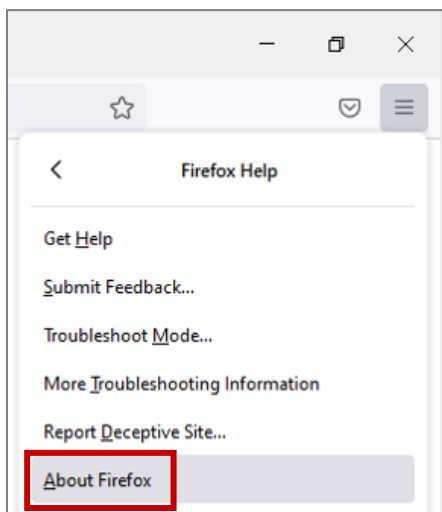 Firefox Help
Get Help
Submit Feedback...
Troubleshoot Mode...
More Troubleshooting Information
Report Deceptive Site...
About Firefox